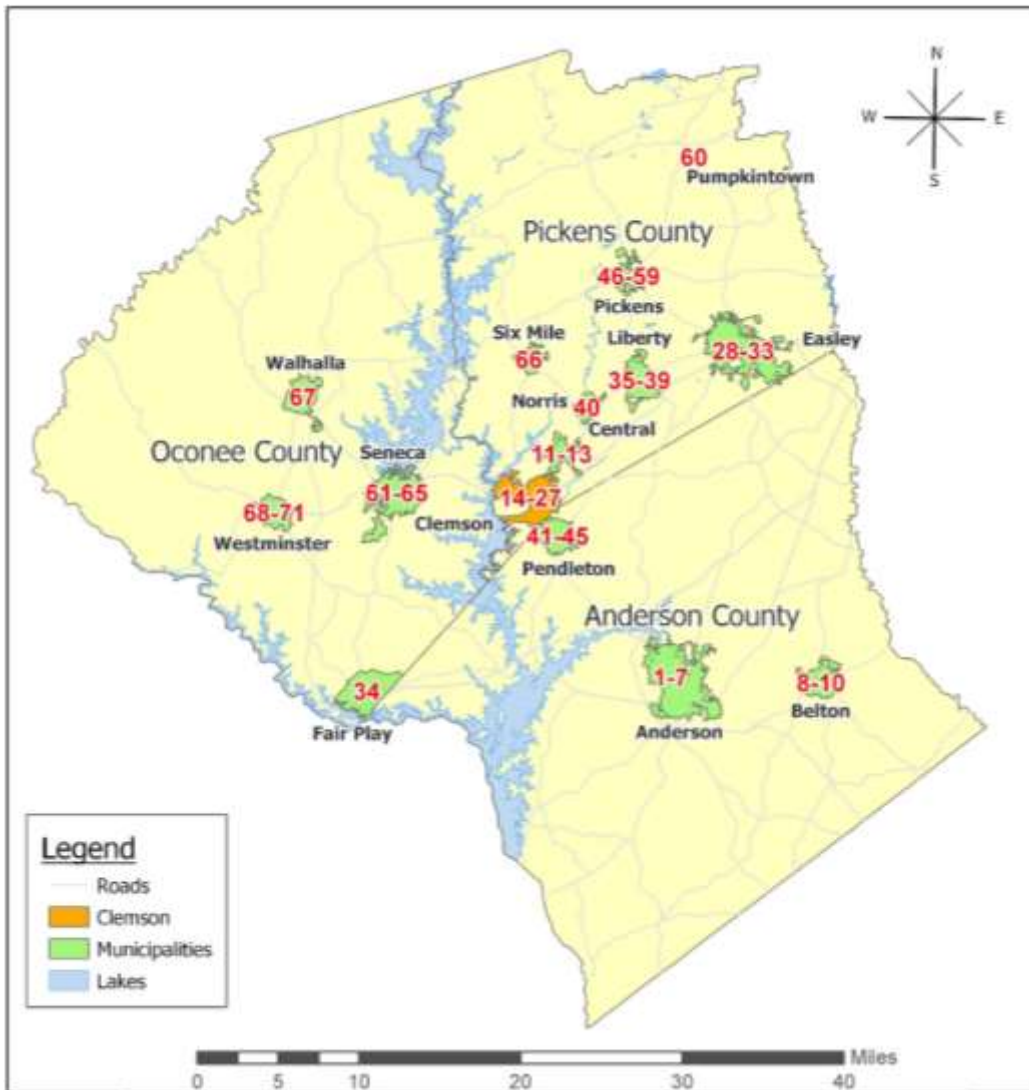 N
W E
S
60
Pumpkintown
Pickens County
46-59
Pickens
Six Mile
66
Liberty
35-39
Easley
28-33
Walhalla
67
Norris
40
Central
11-13
Oconee County
Seneca
61-65
14-27
Clemson
68-71
Westminster
41-45
Pendleton
Anderson County
34
Fair Play
1-7
Anderson
8-10
Belton
Legend
Roads
Clemson
Municipalities
Lakes
Miles
0 5 10 20 30 40